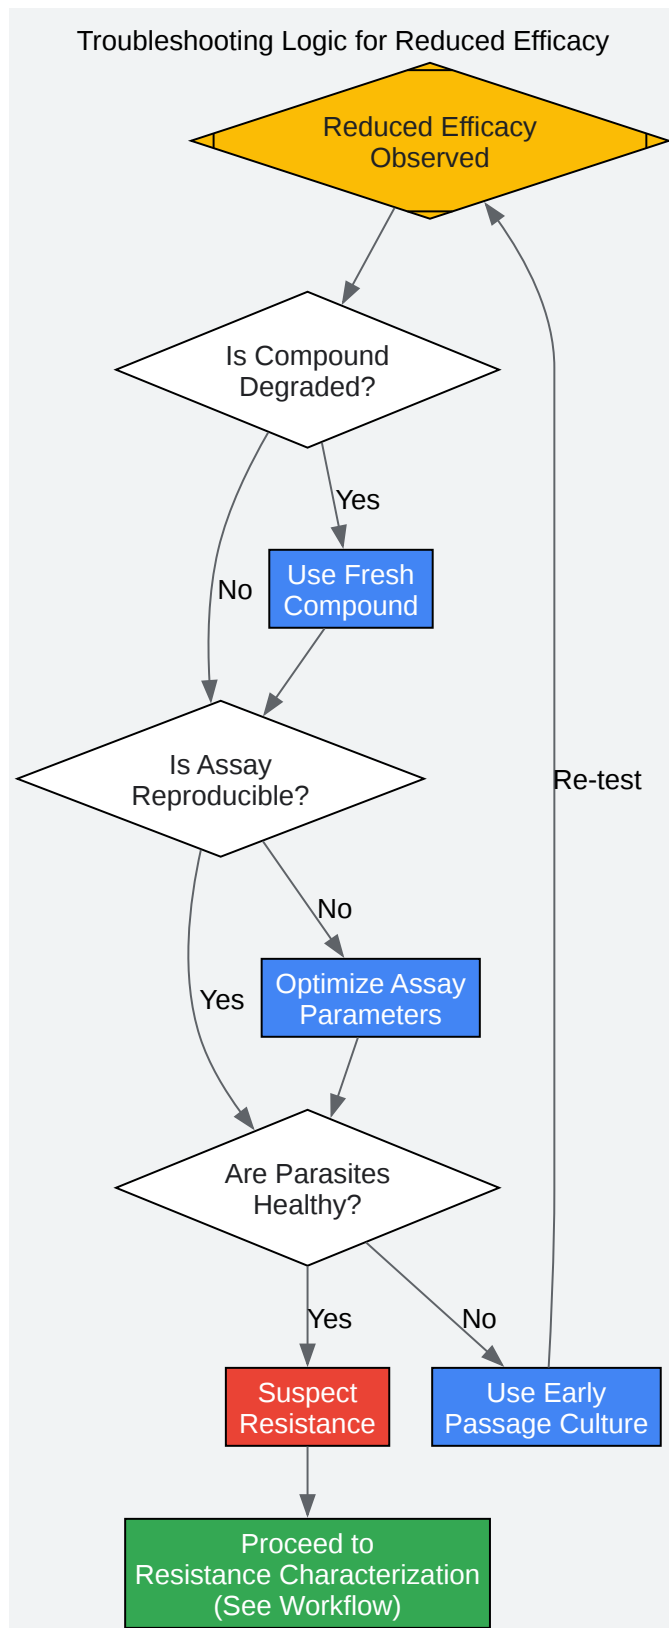 Troubleshooting Logic for Reduced Efficacy
Reduced Efficacy
Observed
Is Compound
Degraded?
Yes
No
Use Fresh
Compound
Is Assay
Reproducible?
Re-test
No
Yes
Optimize Assay
Parameters
Are Parasites
Healthy?
Yes
No
Suspect
Resistance
Use Early
Passage Culture
Proceed to
Resistance Characterization
(See Workflow)